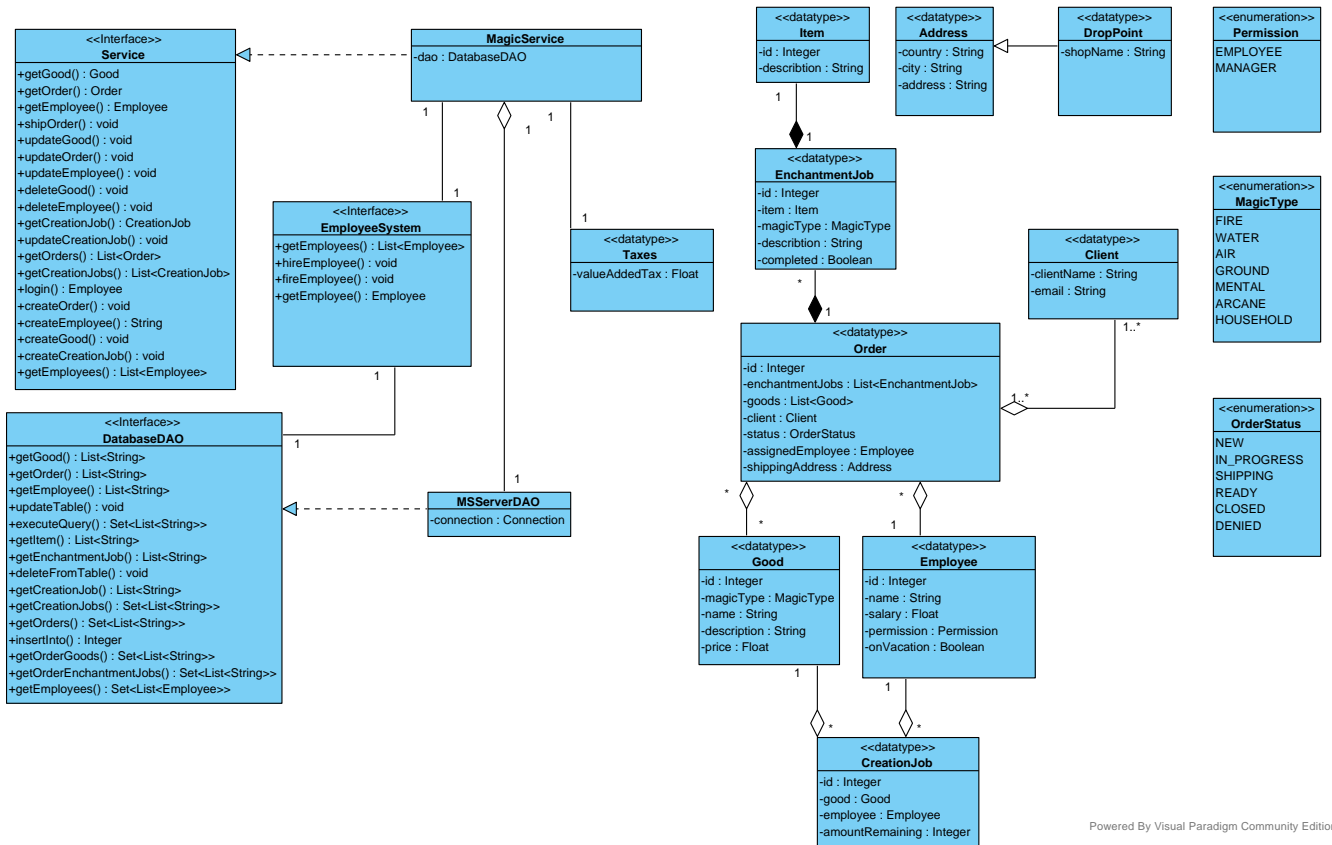 <<Interface>>
Service
+getGood() : Good
+getOrder() : Order
+getEmployee() : Employee
+shipOrder() : void
+updateGood() : void
+updateOrder() : void
+updateEmployee() : void
+deleteGood() : void
+deleteEmployee() : void
+getCreationJob() : CreationJob
+updateCreationJob() : void
+getOrders() : List<Order>
+getCreationJobs() : List<CreationJob>
+login() : Employee
+createOrder() : void
+createEmployee() : String
+createGood() : void
+createCreationJob() : void
+getEmployees() : List<Employee>
MagicService
-dao : DatabaseDAO
1
1
1
1
1
<<Interface>>
EmployeeSystem
+getEmployees() : List<Employee>
+hireEmployee() : void
+fireEmployee() : void
+getEmployee() : Employee
1
1
<<datatype>>
Taxes
-valueAddedTax : Float
<<Interface>>
DatabaseDAO
+getGood() : List<String>
+getOrder() : List<String>
+getEmployee() : List<String>
+updateTable() : void
+executeQuery() : Set<List<String>>
+getItem() : List<String>
+getEnchantmentJob() : List<String>
+deleteFromTable() : void
+getCreationJob() : List<String>
+getCreationJobs() : Set<List<String>>
+getOrders() : Set<List<String>>
+insertInto() : Integer
+getOrderGoods() : Set<List<String>>
+getOrderEnchantmentJobs() : Set<List<String>>
+getEmployees() : Set<List<Employee>>
1
MSServerDAO
-connection : Connection
<<datatype>>
Item
-id : Integer
-describtion : String
1
1
<<datatype>>
EnchantmentJob
-id : Integer
-item : Item
-magicType : MagicType
-describtion : String
-completed : Boolean
*
1
<<datatype>>
Order
-id : Integer
-enchantmentJobs : List<EnchantmentJob>
-goods : List<Good>
-client : Client
-status : OrderStatus
-assignedEmployee : Employee
-shippingAddress : Address
<<datatype>>
Address
-country : String
-city : String
-address : String
<<datatype>>
DropPoint
-shopName : String
<<datatype>>
Client
-clientName : String
-email : String
1..*
1..*
*
*
*
1
<<datatype>>
Good
-id : Integer
-magicType : MagicType
-name : String
-description : String
-price : Float
<<datatype>>
Employee
-id : Integer
-name : String
-salary : Float
-permission : Permission
-onVacation : Boolean
1
*
1
*
<<datatype>>
CreationJob
-id : Integer
-good : Good
-employee : Employee
-amountRemaining : Integer
<<enumeration>>
Permission
EMPLOYEE
MANAGER
<<enumeration>>
MagicType
FIRE
WATER
AIR
GROUND
MENTAL
ARCANE
HOUSEHOLD
<<enumeration>>
OrderStatus
NEW
IN_PROGRESS
SHIPPING
READY
CLOSED
DENIED
Powered By Visual Paradigm Community Edition